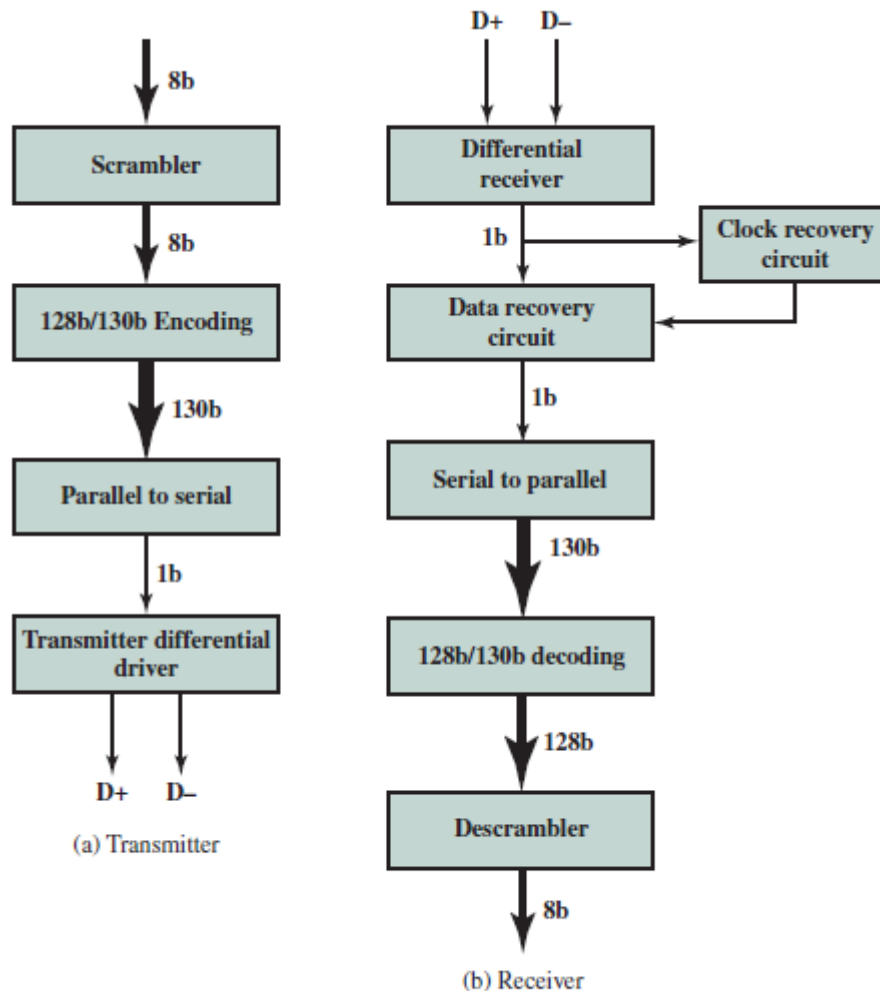 8b
Scrambler
8b
128b/130b Encoding
130b
Parallel to serial
1b
Transmitter differential
driver
D+ D–
(a) Transmitter
D+ D–
Differential
receiver
1b
Clock recovery
circuit
Data recovery
circuit
1b
Serial to parallel
130b
128b/130b decoding
128b
Descrambler
8b
(b) Receiver